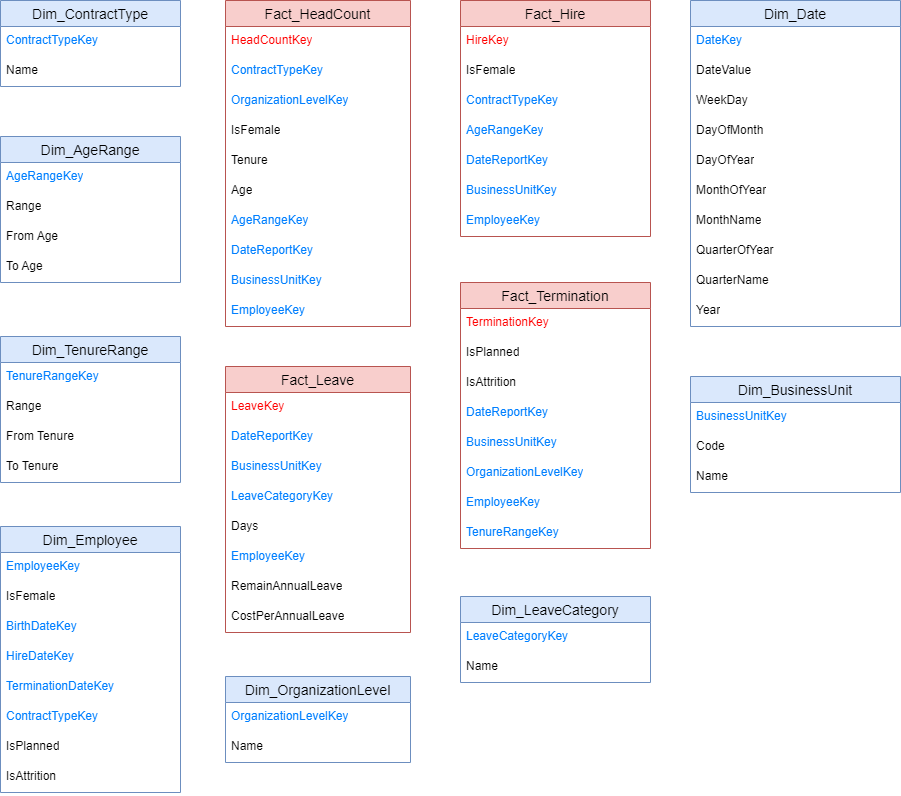 Dim_ContractType
ContractTypeKey
Name
Dim_AgeRange
AgeRangeKey
Range
From Age
To Age
Dim_TenureRange
TenureRangeKey
Range
From Tenure
To Tenure
Dim_Employee
EmployeeKey
IsFemale
BirthDateKey
HireDateKey
TerminationDateKey
ContractTypeKey
IsPlanned
IsAttrition
Fact_HeadCount
HeadCountKey
ContractTypeKey
OrganizationLevelKey
IsFemale
Tenure
Age
AgeRangeKey
DateReportKey
BusinessUnitKey
EmployeeKey
Fact_Leave
LeaveKey
DateReportKey
BusinessUnitKey
LeaveCategoryKey
Days
EmployeeKey
RemainAnnualLeave
CostPerAnnualLeave
Dim_OrganizationLevel
OrganizationLevelKey
Name
Fact_Hire
HireKey
IsFemale
ContractTypeKey
AgeRangeKey
DateReportKey
BusinessUnitKey
EmployeeKey
Fact_Termination
TerminationKey
IsPlanned
IsAttrition
DateReportKey
BusinessUnitKey
OrganizationLevelKey
EmployeeKey
TenureRangeKey
Dim_LeaveCategory
LeaveCategoryKey
Name
Dim_Date
DateKey
DateValue
WeekDay
DayOfMonth
DayOfYear
MonthOfYear
MonthName
QuarterOfYear
QuarterName
Year
Dim_BusinessUnit
BusinessUnitKey
Code
Name